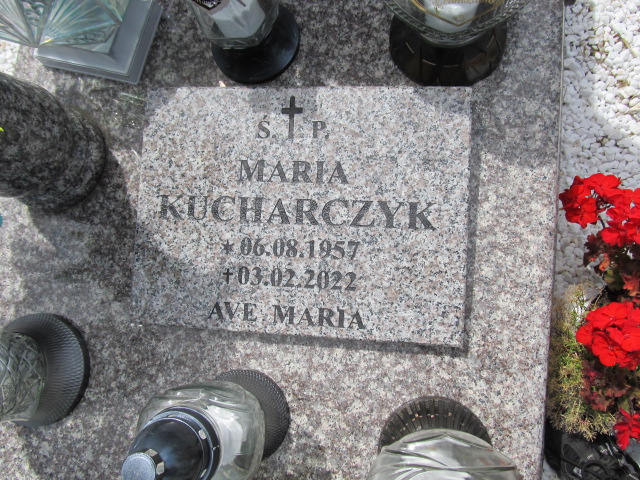 Ś P.
MARIA
KUCHARCZYK
* 06.08.1957
✝ 03.02.2022
AVE MARIA